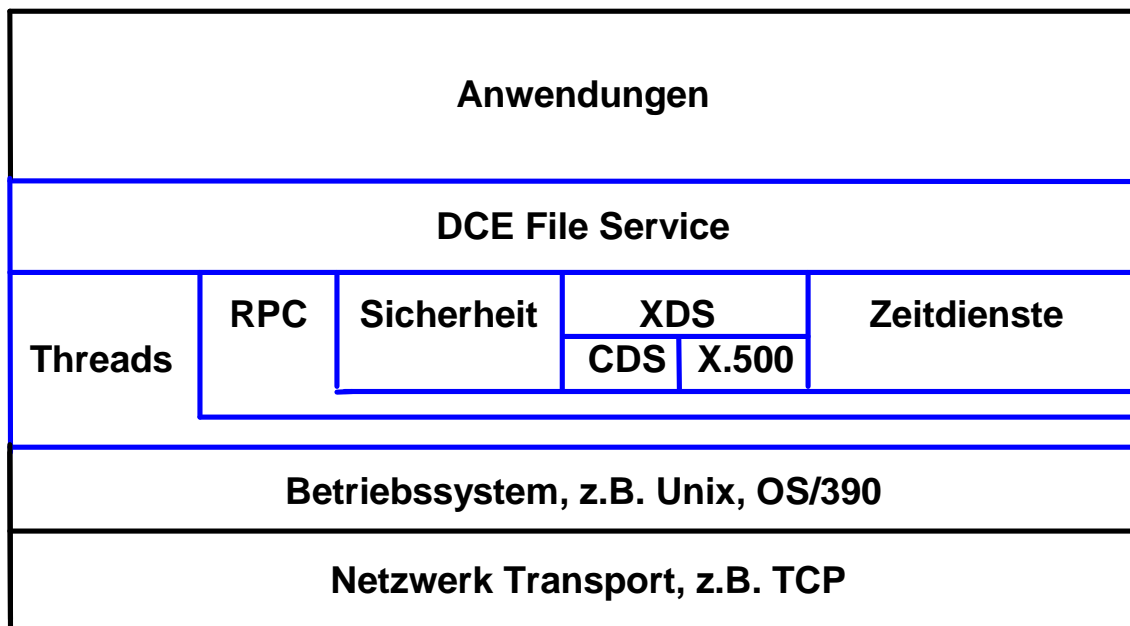 Anwendungen
DCE File Service
RPC Sicherheit XDS Zeitdienste
Threads CDS X.500
Betriebssystem, z.B. Unix, OS/390
Netzwerk Transport, z.B. TCP